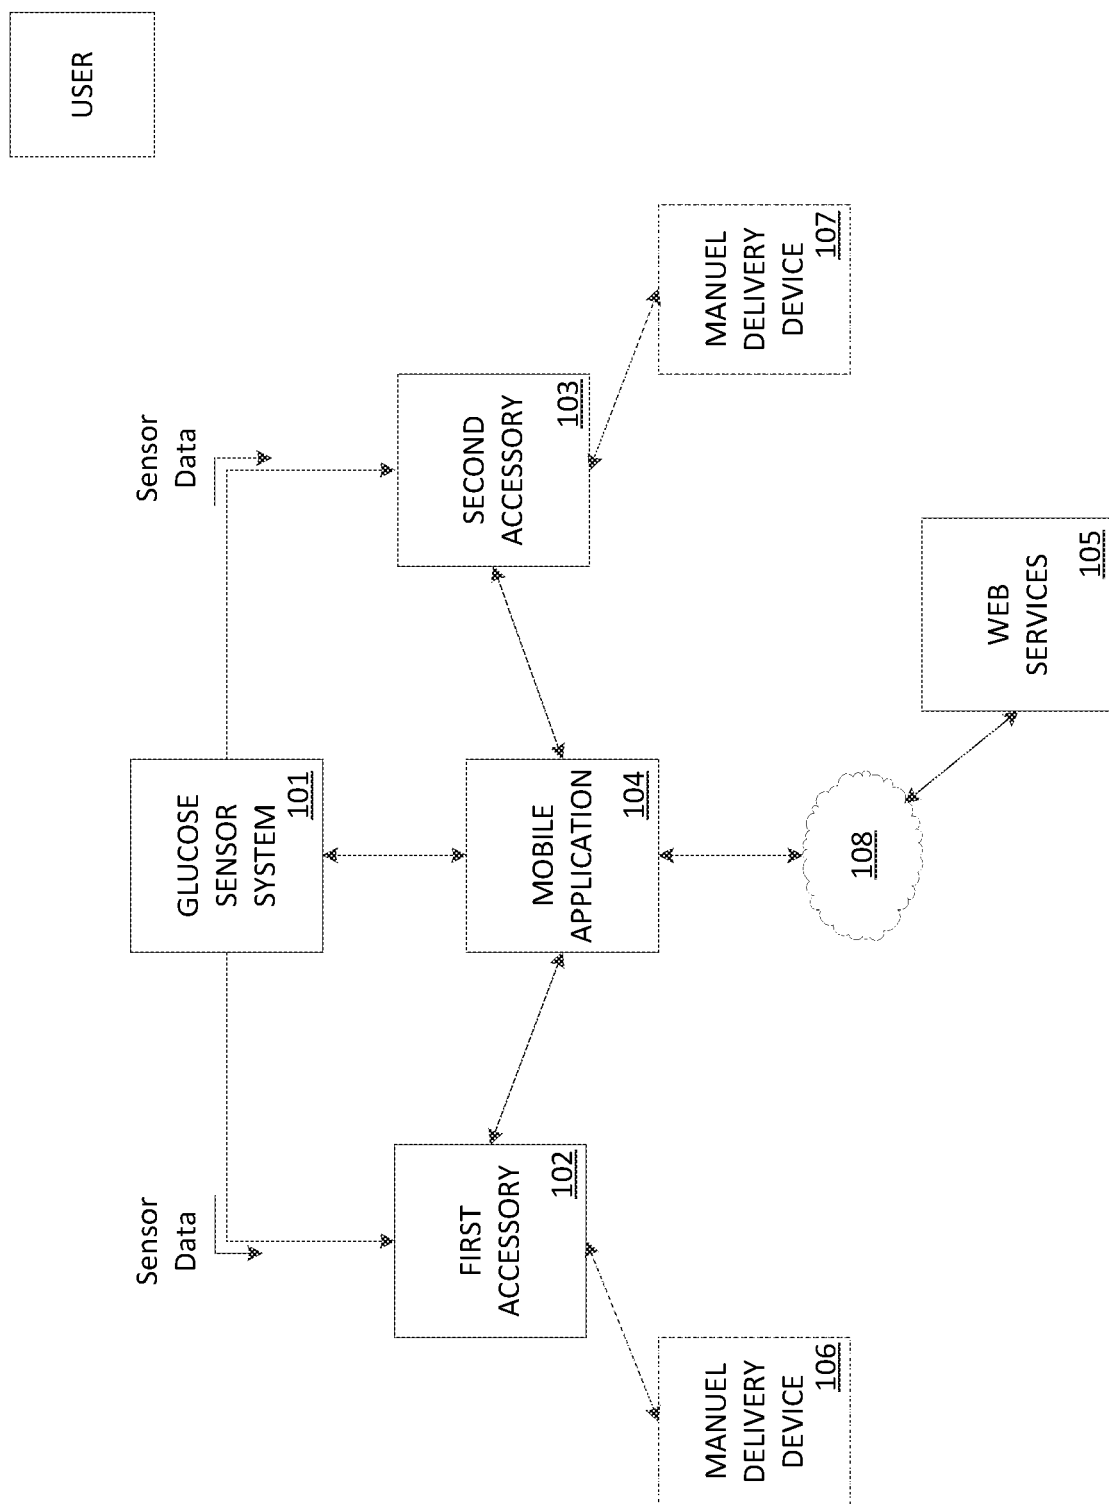 USER
Sensor
Data
Sensor
Data
GLUCOSE
SENSOR
SYSTEM
101
FIRST
ACCESSORY
102
MOBILE
APPLICATION
104
SECOND
ACCESSORY
103
MANUEL
DELIVERY
DEVICE
106
108
MANUEL
DELIVERY
DEVICE
107
WEB
SERVICES
105